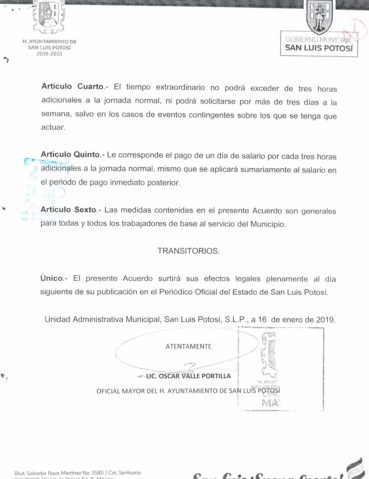 H. AYUNTAMIENTO DE
SAN LUIS POTOSÍ
2018-2021
GOBIERNO MUNICIPAL
SAN LUIS POTOSÍ
Artículo Cuarto.- El tiempo extraordinario no podrá exceder de tres horas
adicionales a la jornada normal, ni podrá solicitarse por más de tres días a la
semana, salvo en los casos de eventos contingentes sobre los que se tenga que
actuar.
Artículo Quinto.- Le corresponde el pago de un día de salario por cada tres horas
adicionales a la jornada normal, mismo que se aplicará sumariamente al salario en
el periodo de pago inmediato posterior.
Artículo Sexto.- Las medidas contenidas en el presente Acuerdo son generales
para todas y todos los trabajadores de base al servicio del Municipio.
TRANSITORIOS.
Único.- El presente Acuerdo surtirá sus efectos legales plenamente al día
siguiente de su publicación en el Periódico Oficial del Estado de San Luis Potosí.
Unidad Administrativa Municipal, San Luis Potosí, S.L.P., a 16 de enero de 2019.
ATENTAMENTE
LIC. OSCAR VALLE PORTILLA
OFICIAL MAYOR DEL H. AYUNTAMIENTO DE SAN LUIS POTOSÍ
Blvd. Salvador Nava Martínez No. 1580 / Col. Santuario